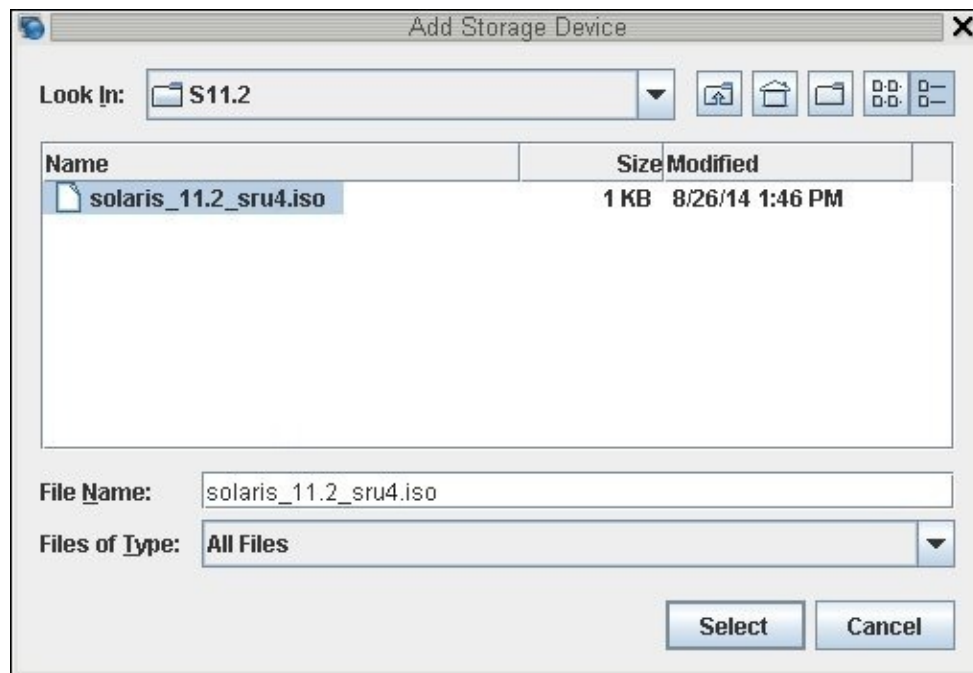 Add Storage Device
Look In: S11.2
Name Size Modified
solaris_11.2_sru4.iso 1 KB 8/26/14 1:46 PM
File Name: solaris_11.2_sru4.iso
Files of Type: All Files
Select Cancel